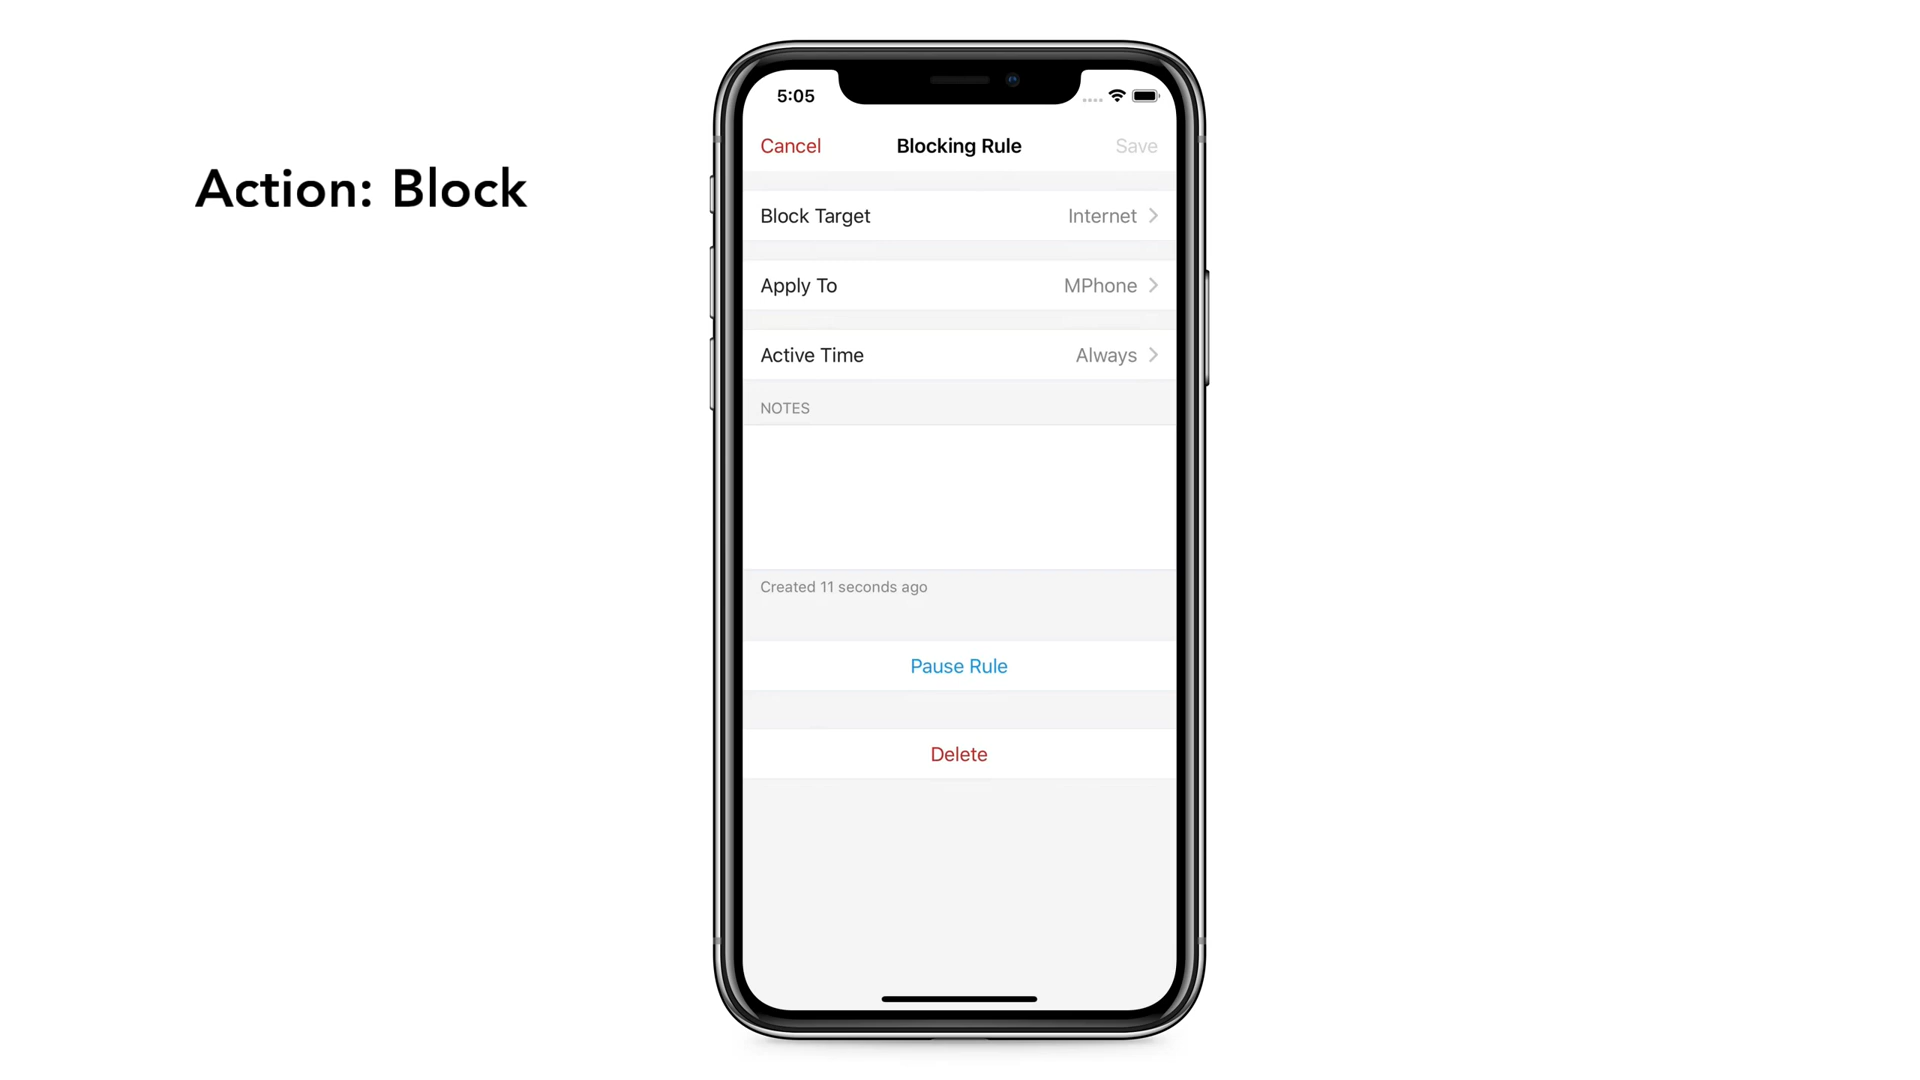 Action: Block
5:05
Cancel Blocking Rule Save
Block Target Internet
Apply To MPhone
Active Time Always
NOTES
Created 11 seconds ago
Pause Rule
Delete